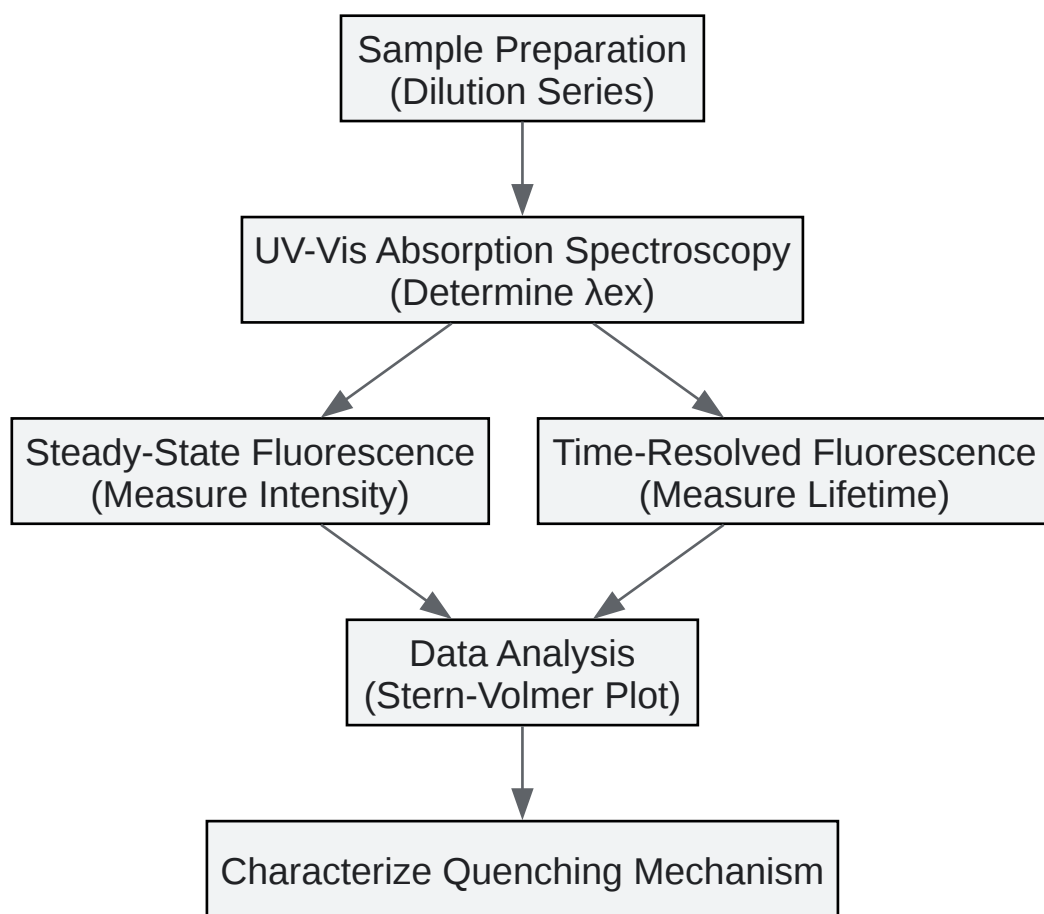 Sample Preparation
(Dilution Series)
UV-Vis Absorption Spectroscopy
(Determine λex)
Steady-State Fluorescence
(Measure Intensity)
Time-Resolved Fluorescence
(Measure Lifetime)
Data Analysis
(Stern-Volmer Plot)
Characterize Quenching Mechanism